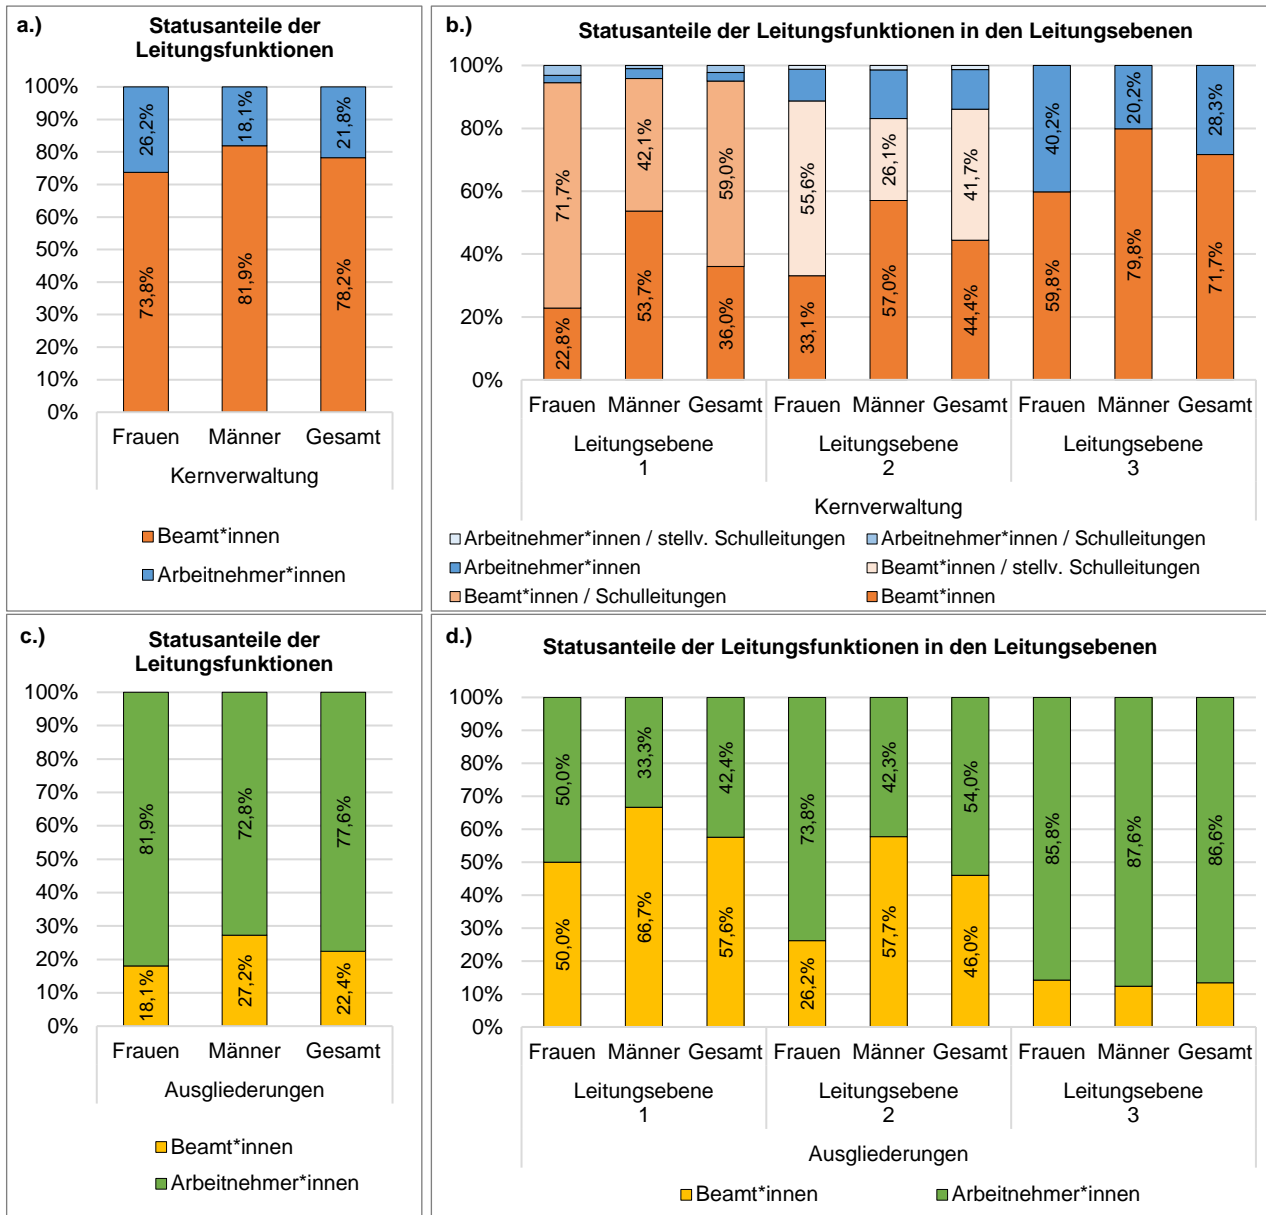 a.)
Statusanteile der
Leitungsfunktionen
100%
90%
80%
70%
60%
50%
40%
30%
20%
10%
0%
26,2%
18,1%
21,8%
73,8%
81,9%
78,2%
Frauen Männer Gesamt
Kernverwaltung
Beamt*innen
Arbeitnehmer*innen
b.)
Statusanteile der Leitungsfunktionen in den Leitungsebenen
100%
80%
60%
40%
20%
0%
71,7%
22,8%
42,1%
53,7%
59,0%
36,0%
55,6%
33,1%
26,1%
57,0%
41,7%
44,4%
40,2%
59,8%
20,2%
79,8%
28,3%
71,7%
Frauen Männer Gesamt Frauen Männer Gesamt Frauen Männer Gesamt
Leitungsebene Leitungsebene Leitungsebene
1 2 3
Kernverwaltung
Arbeitnehmer*innen / stellv. Schulleitungen Arbeitnehmer*innen / Schulleitungen
Arbeitnehmer*innen Beamt*innen / stellv. Schulleitungen
Beamt*innen / Schulleitungen Beamt*innen
c.)
Statusanteile der
Leitungsfunktionen
100%
90%
80%
70%
60%
50%
40%
30%
20%
10%
0%
81,9%
72,8%
77,6%
18,1%
27,2%
22,4%
Frauen Männer Gesamt
Ausgliederungen
Beamt*innen
Arbeitnehmer*innen
d.)
Statusanteile der Leitungsfunktionen in den Leitungsebenen
100%
90%
80%
70%
60%
50%
40%
30%
20%
10%
0%
50,0%
50,0%
33,3%
66,7%
42,4%
57,6%
73,8%
26,2%
42,3%
57,7%
54,0%
46,0%
85,8%
87,6%
86,6%
Frauen Männer Gesamt Frauen Männer Gesamt Frauen Männer Gesamt
Leitungsebene Leitungsebene Leitungsebene
1 2 3
Ausgliederungen
Beamt*innen Arbeitnehmer*innen